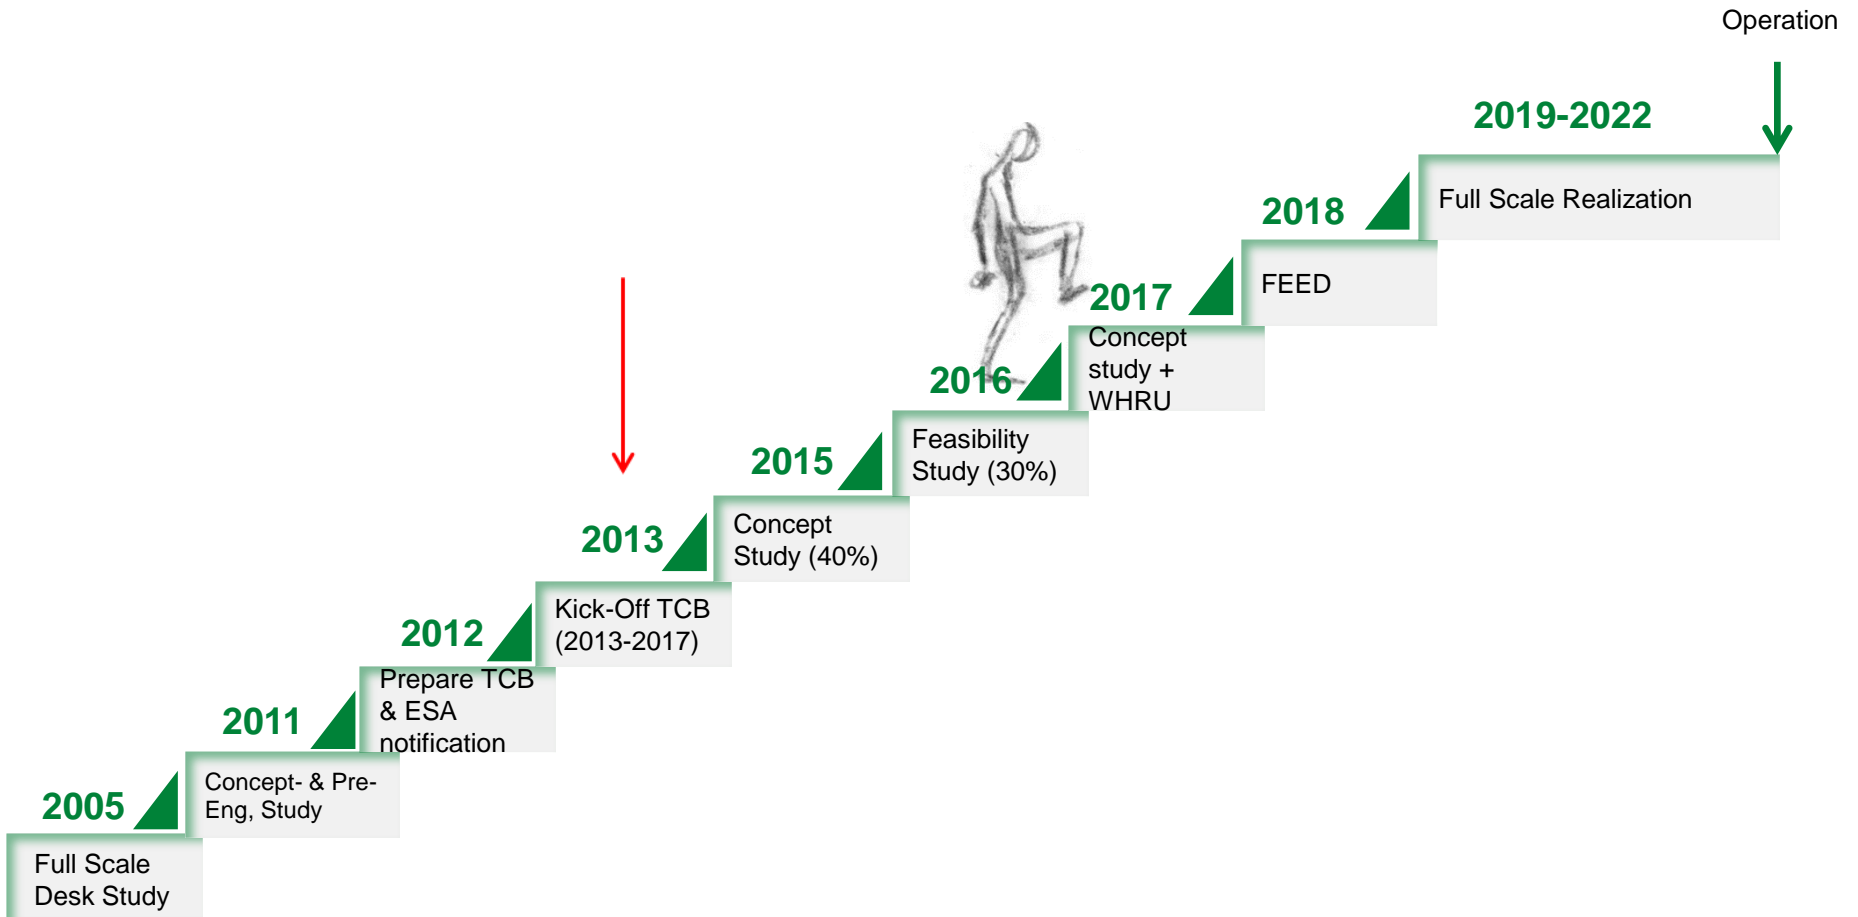 Operation
2019-2022
Full Scale Realization
2018
FEED
2017
Concept
study +
WHRU
2016
Feasibility
Study (30%)
2015
Concept
Study (40%)
2013
Kick-Off TCB
(2013-2017)
2012
Prepare TCB
& ESA
notification
2011
Concept- & Pre-
Eng, Study
2005
Full Scale
Desk Study